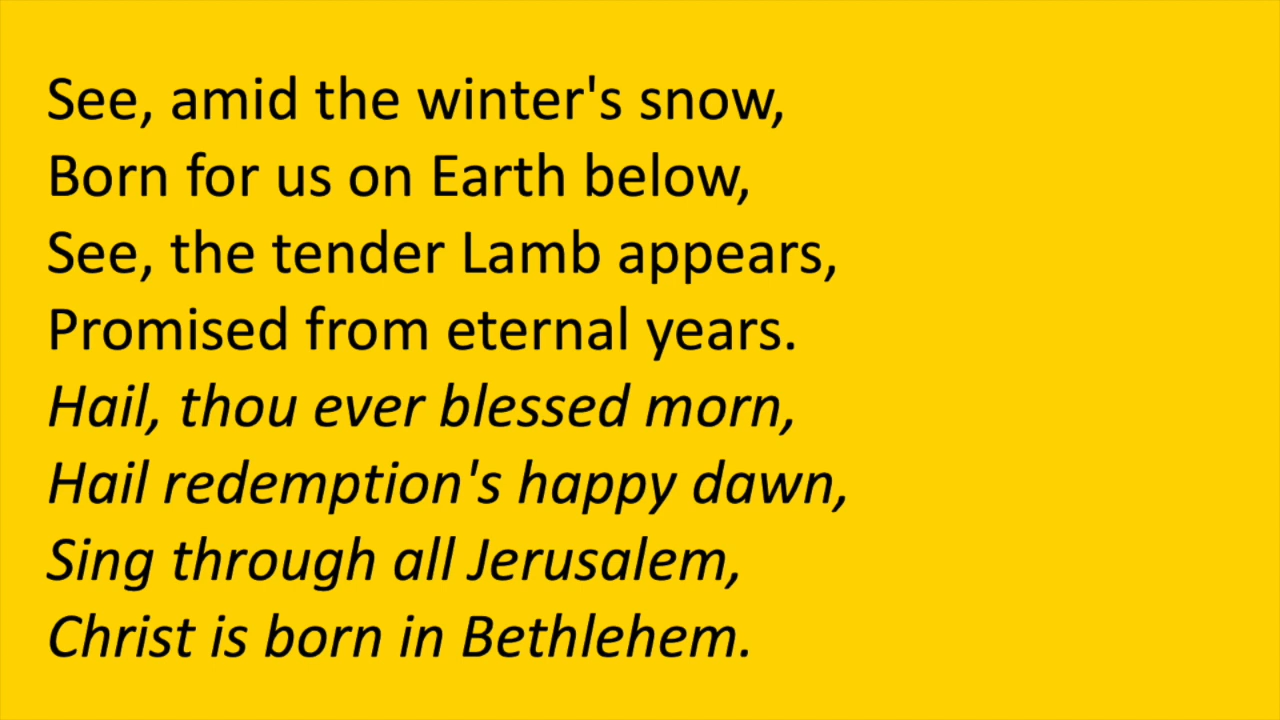 See, amid the winter's snow,
Born for us on Earth below,
See, the tender Lamb appears,
Promised from eternal years.
Hail, thou ever blessed morn,
Hail redemption's happy dawn,
Sing through all Jerusalem,
Christ is born in Bethlehem.